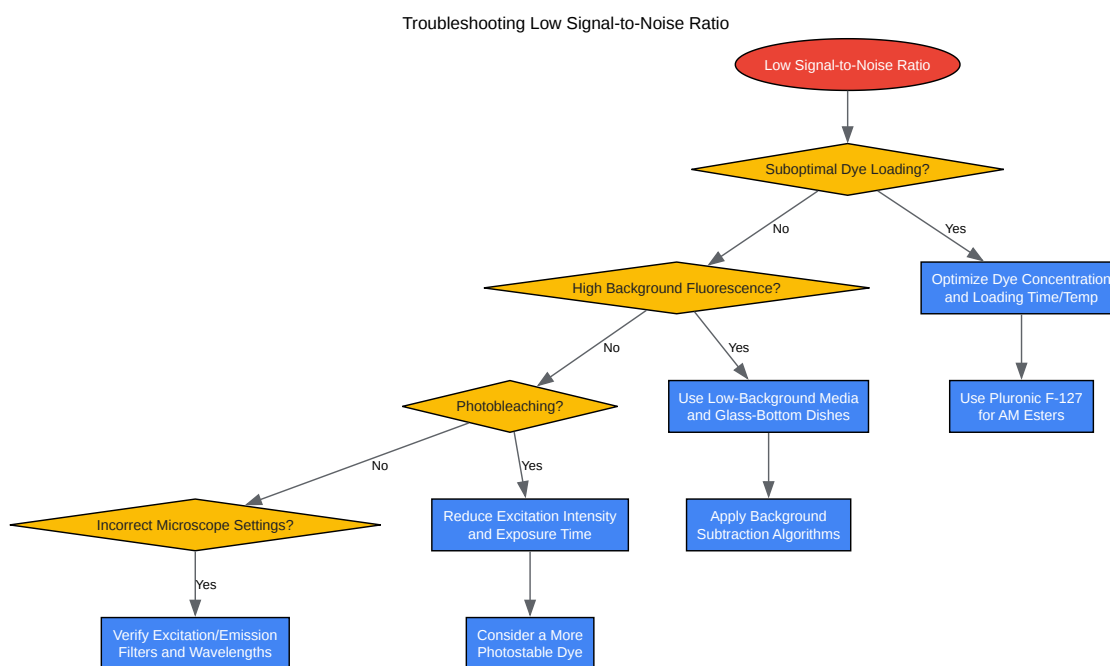 Troubleshooting Low Signal-to-Noise Ratio
Low Signal-to-Noise Ratio
Suboptimal Dye Loading?
No
Yes
High Background Fluorescence?
Optimize Dye Concentration
and Loading Time/Temp
No
Yes
Photobleaching?
Use Low-Background Media
and Glass-Bottom Dishes
Use Pluronic F-127
for AM Esters
No
Yes
Incorrect Microscope Settings?
Reduce Excitation Intensity
and Exposure Time
Apply Background
Subtraction Algorithms
Yes
Verify Excitation/Emission
Filters and Wavelengths
Consider a More
Photostable Dye